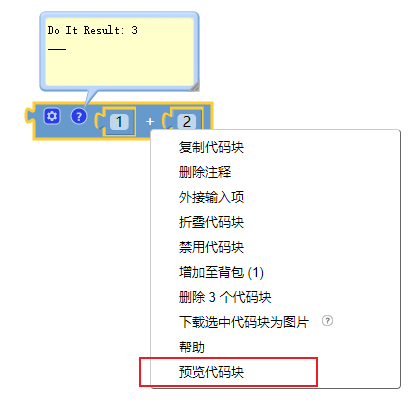 Do It Result: 3
---
1 + 2
复制代码块
删除注释
外接输入项
折叠代码块
禁用代码块
增加至背包 (1)
删除 3 个代码块
下载选中代码块为图片 ?
帮助
预览代码块